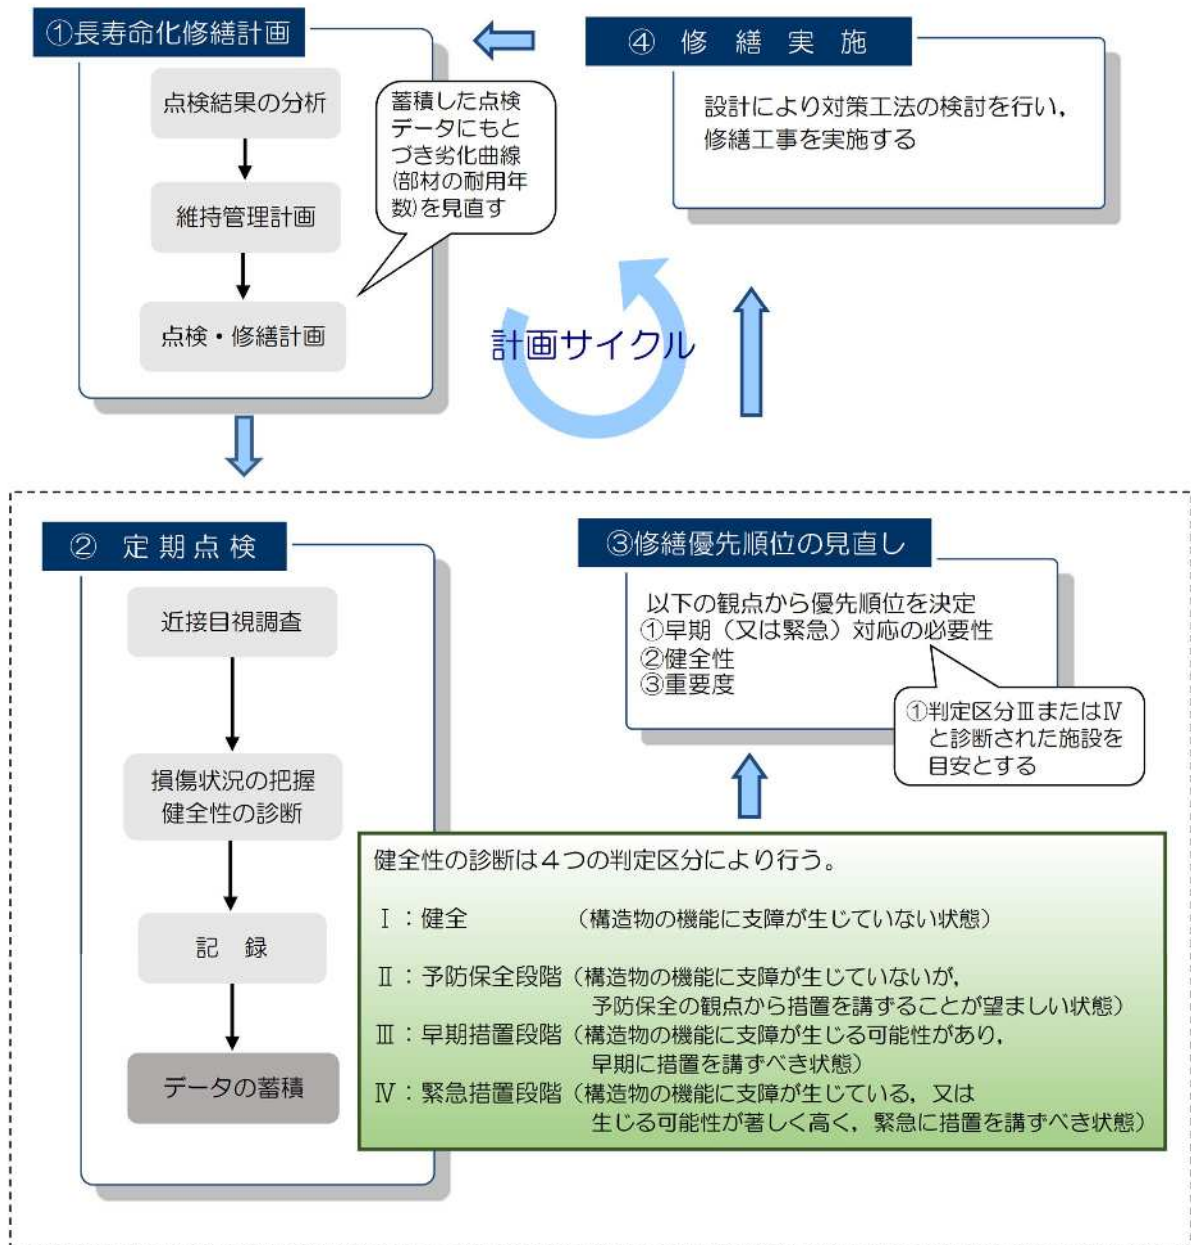 ①長寿命化修繕計画
点検結果の分析
維持管理計画
点検・修繕計画
蓄積した点検
データにもと
づき劣化曲線
(部材の耐用年
数)を見直す
④ 修 繕 実 施
設計により対策工法の検討を行い，
修繕工事を実施する
計画サイクル
② 定期点検
近接目視調査
損傷状況の把握
健全性の診断
記 録
データの蓄積
③修繕優先順位の見直し
以下の観点から優先順位を決定
①早期（又は緊急）対応の必要性
②健全性
③重要度
①判定区分ⅢまたはⅣ
と診断された施設を
目安とする
健全性の診断は４つの判定区分により行う。
Ⅰ：健全 （構造物の機能に支障が生じていない状態）
Ⅱ：予防保全段階（構造物の機能に支障が生じていないが，
予防保全の観点から措置を講ずることが望ましい状態）
Ⅲ：早期措置段階（構造物の機能に支障が生じる可能性があり，
早期に措置を講ずべき状態）
Ⅳ：緊急措置段階（構造物の機能に支障が生じている，又は
生じる可能性が著しく高く，緊急に措置を講ずべき状態）